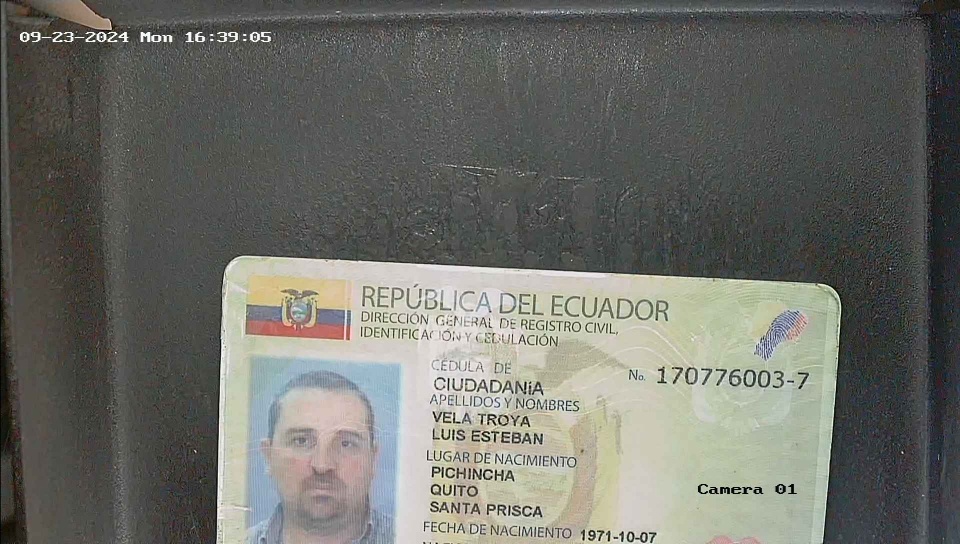 09-23-2024 Mon 16:39:05
REPÚBLICA DEL ECUADOR
DIRECCIÓN GENERAL DE REGISTRO CIVIL,
IDENTIFICACIÓN Y CEDULACIÓN
CÉDULA DE
CIUDADANÍA
No. 170776003-7
APELLIDOS Y NOMBRES
VELA TROYA
LUIS ESTEBAN
LUGAR DE NACIMIENTO
PICHINCHA
QUITO
SANTA PRISCA
FECHA DE NACIMIENTO 1971-10-07
Camera 01